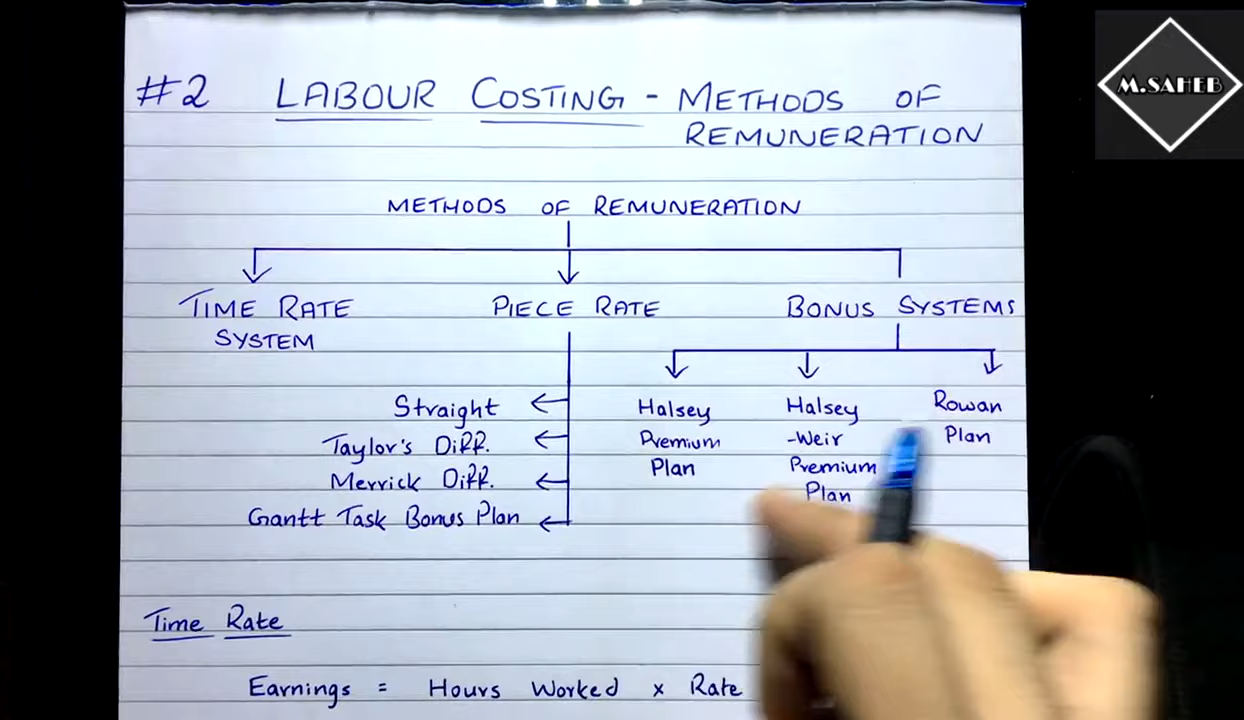 #2 LABOUR COSTING - METHODS OF
REMUNERATION
M.SAHEB
METHODS OF REMUNERATION
TIME RATE
SYSTEM
PIECE RATE
BONUS SYSTEMS
Straight
Taylor's Diff.
Merrick Diff.
Gantt Task Bonus Plan
Halsey
Premium
Plan
Halsey
-Weir
Premium
Plan
Rowan
Plan
Time Rate
Earnings = Hours Worked x Rate